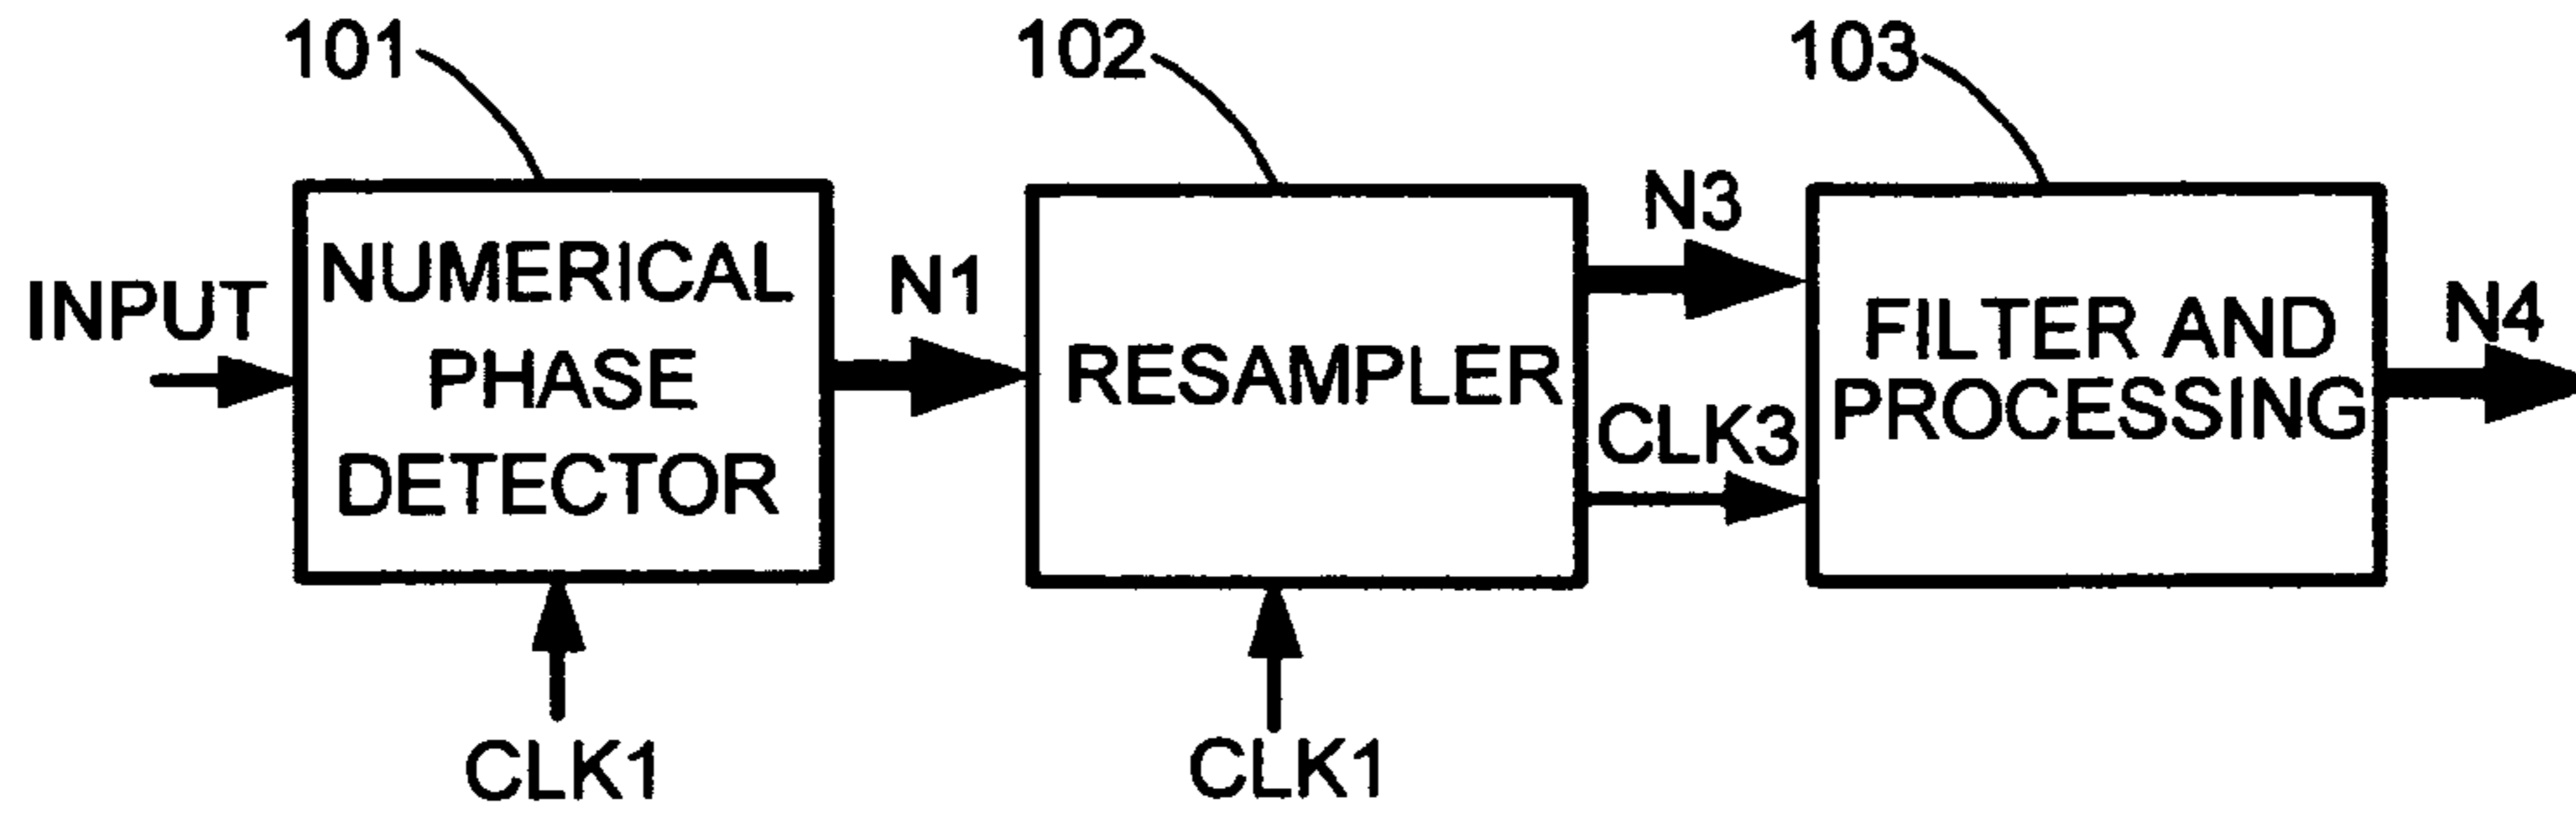 101
102
103
INPUT
NUMERICAL
PHASE
DETECTOR
CLK1
N1
RESAMPLER
CLK1
N3
CLK3
FILTER AND
PROCESSING
N4